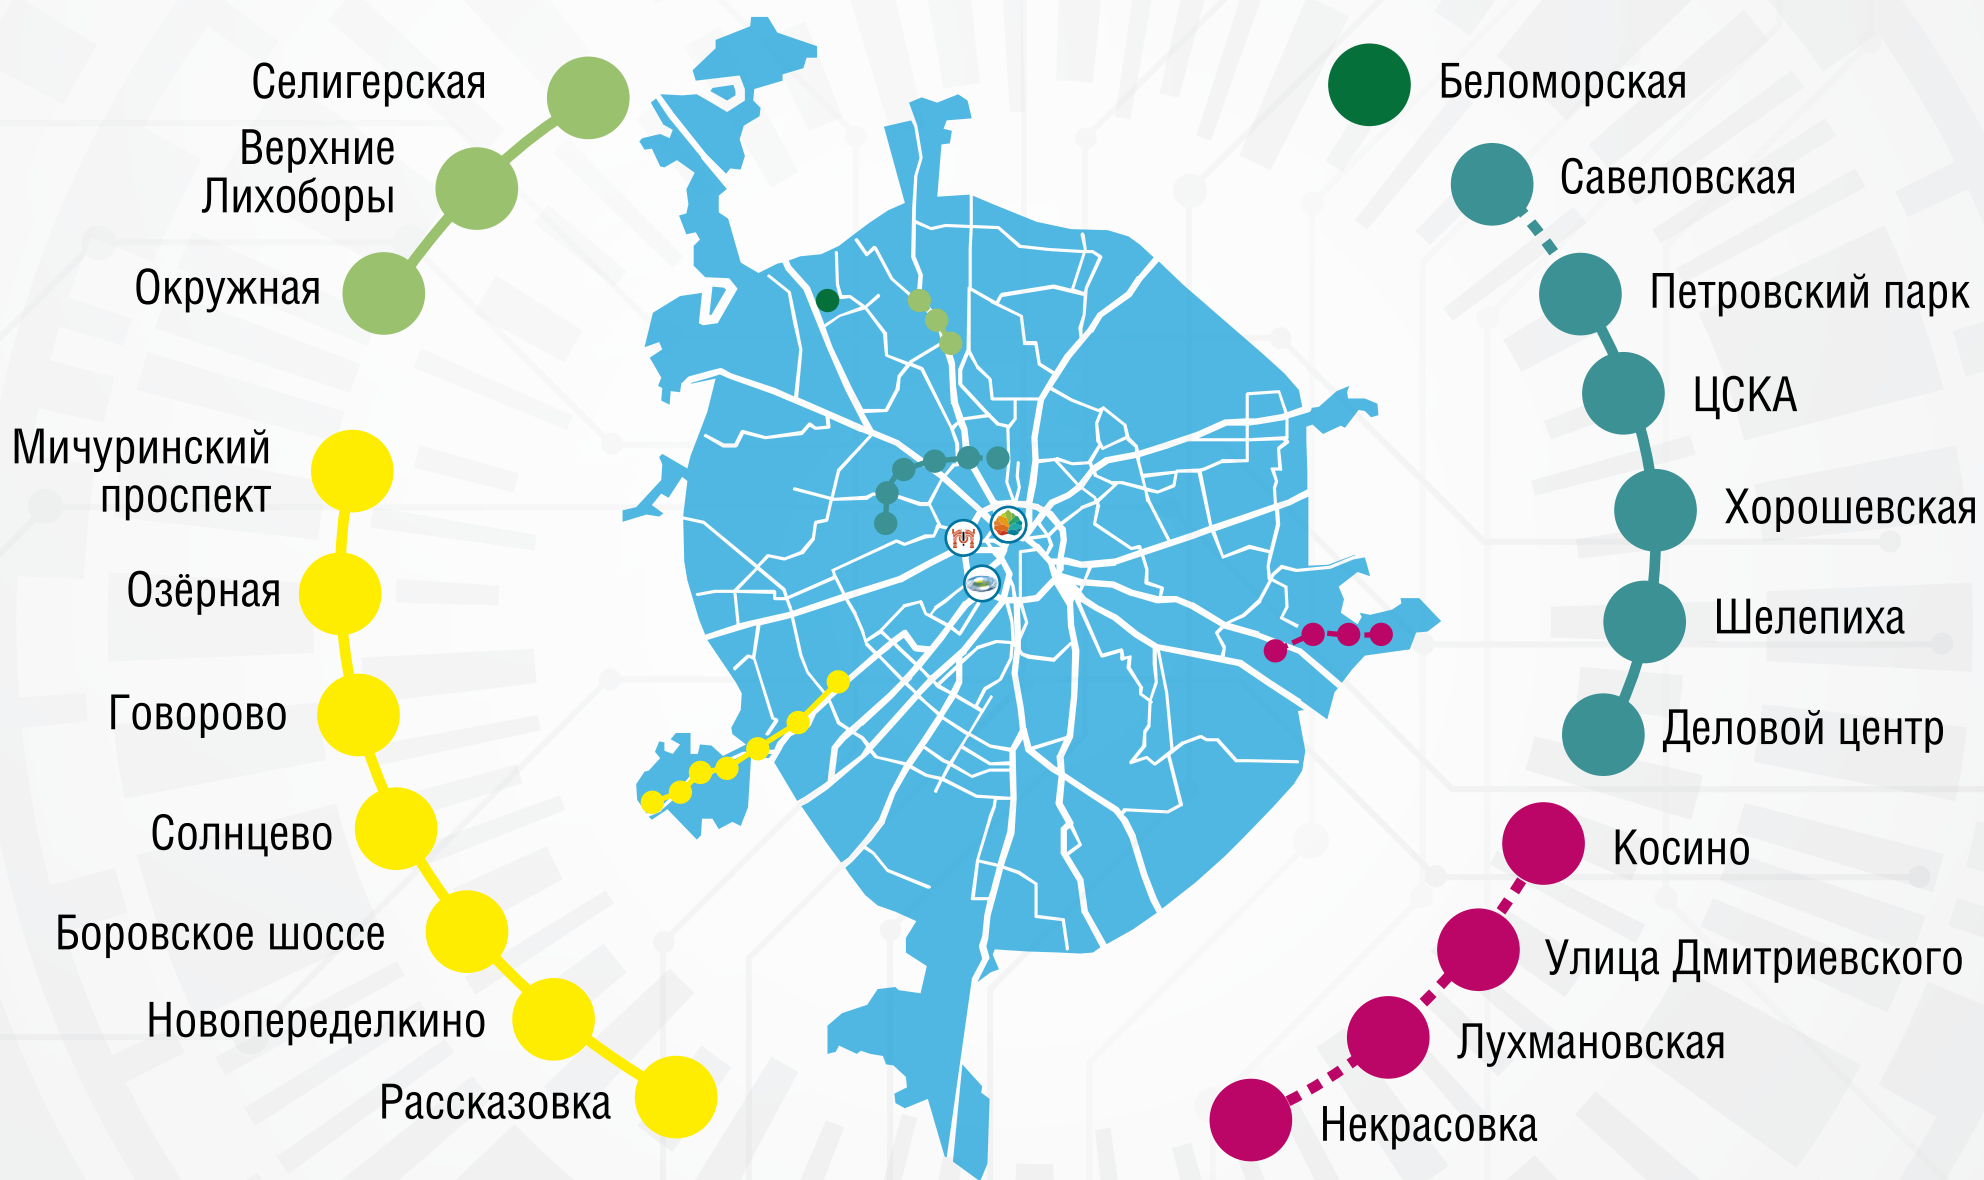 Селигерская
Верхние
Лихоборы
Окружная
Мичуринский
проспект
Озёрная
Говорово
Солнцево
Боровское шоссе
Новопеределкино
Рассказовка
Беломорская
Савеловская
Петровский парк
ЦСКА
Хорошевская
Шелепиха
Деловой центр
Косино
Улица Дмитриевского
Лухмановская
Некрасовка